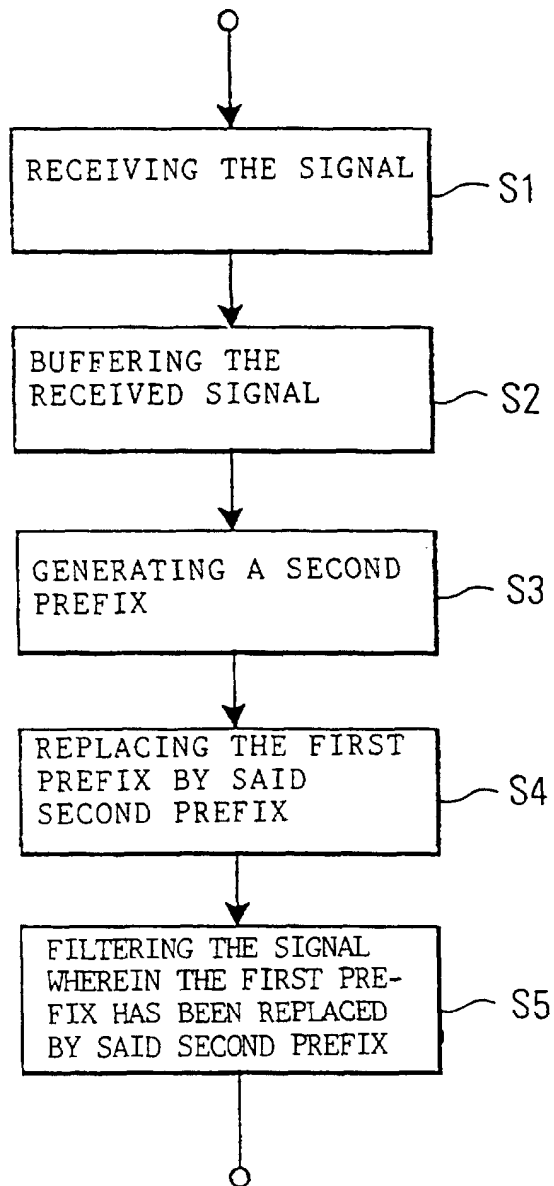 RECEIVING THE SIGNAL
S1
BUFFERING THE
RECEIVED SIGNAL
S2
GENERATING A SECOND
PREFIX
S3
REPLACING THE FIRST
PREFIX BY SAID
SECOND PREFIX
S4
FILTERING THE SIGNAL
WHEREIN THE FIRST PRE-
FIX HAS BEEN REPLACED
BY SAID SECOND PREFIX
S5